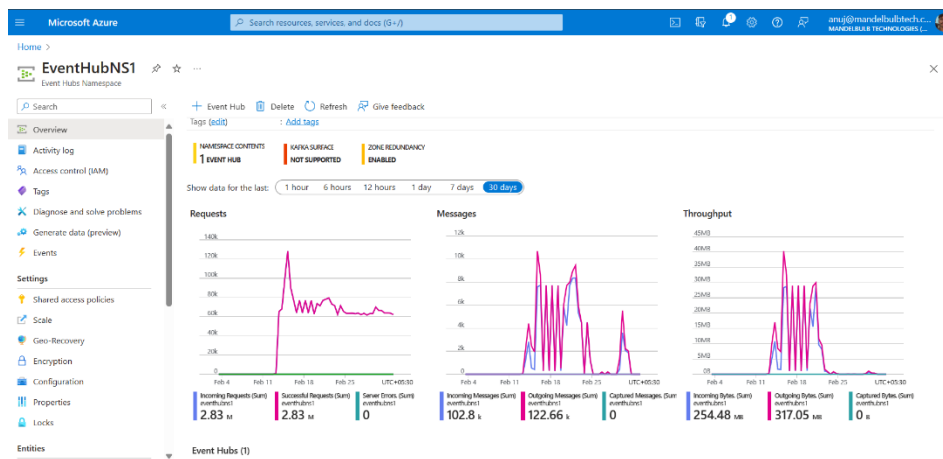 Microsoft Azure
Search resources, services, and docs (G+/)
1
anuj@mandelbulbtech.c...
MANDELBULB TECHNOLOGIES (...
Home >
EventHubNS1
Event Hubs Namespace
Search
Overview
Activity log
Access control (IAM)
Tags
Diagnose and solve problems
Generate data (preview)
Events
Settings
Shared access policies
Scale
Geo-Recovery
Encryption
Configuration
Properties
Locks
Entities
Event Hub Delete Refresh Give feedback
Tags (edit) : Add tags
NAMESPACE CONTENTS
1 EVENT HUB
KAFKA SURFACE
NOT SUPPORTED
ZONE REDUNDANCY
ENABLED
Show data for the last: 1 hour 6 hours 12 hours 1 day 7 days 30 days
Requests
140k
120k
100k
80k
60k
40k
20k
0
Feb 4 Feb 11 Feb 18 Feb 25 UTC+05:30
Incoming Requests (Sum)
eventhubns1
2.83 M
Successful Requests (Sum)
eventhubns1
2.83 M
Server Errors. (Sum)
eventhubns1
0
Messages
12k
10k
8k
6k
4k
2k
0
Feb 4 Feb 11 Feb 18 Feb 25 UTC+05:30
Incoming Messages (Sum)
eventhubns1
102.8 k
Outgoing Messages (Sum)
eventhubns1
122.66 k
Captured Messages. (Sum
eventhubns1
0
Throughput
45MB
40MB
35MB
30MB
25MB
20MB
15MB
10MB
5MB
0B
Feb 4 Feb 11 Feb 18 Feb 25 UTC+05:30
Incoming Bytes. (Sum)
eventhubns1
254.48 MB
Outgoing Bytes. (Sum)
eventhubns1
317.05 MB
Captured Bytes. (Sum)
eventhubns1
0 B
Event Hubs (1)